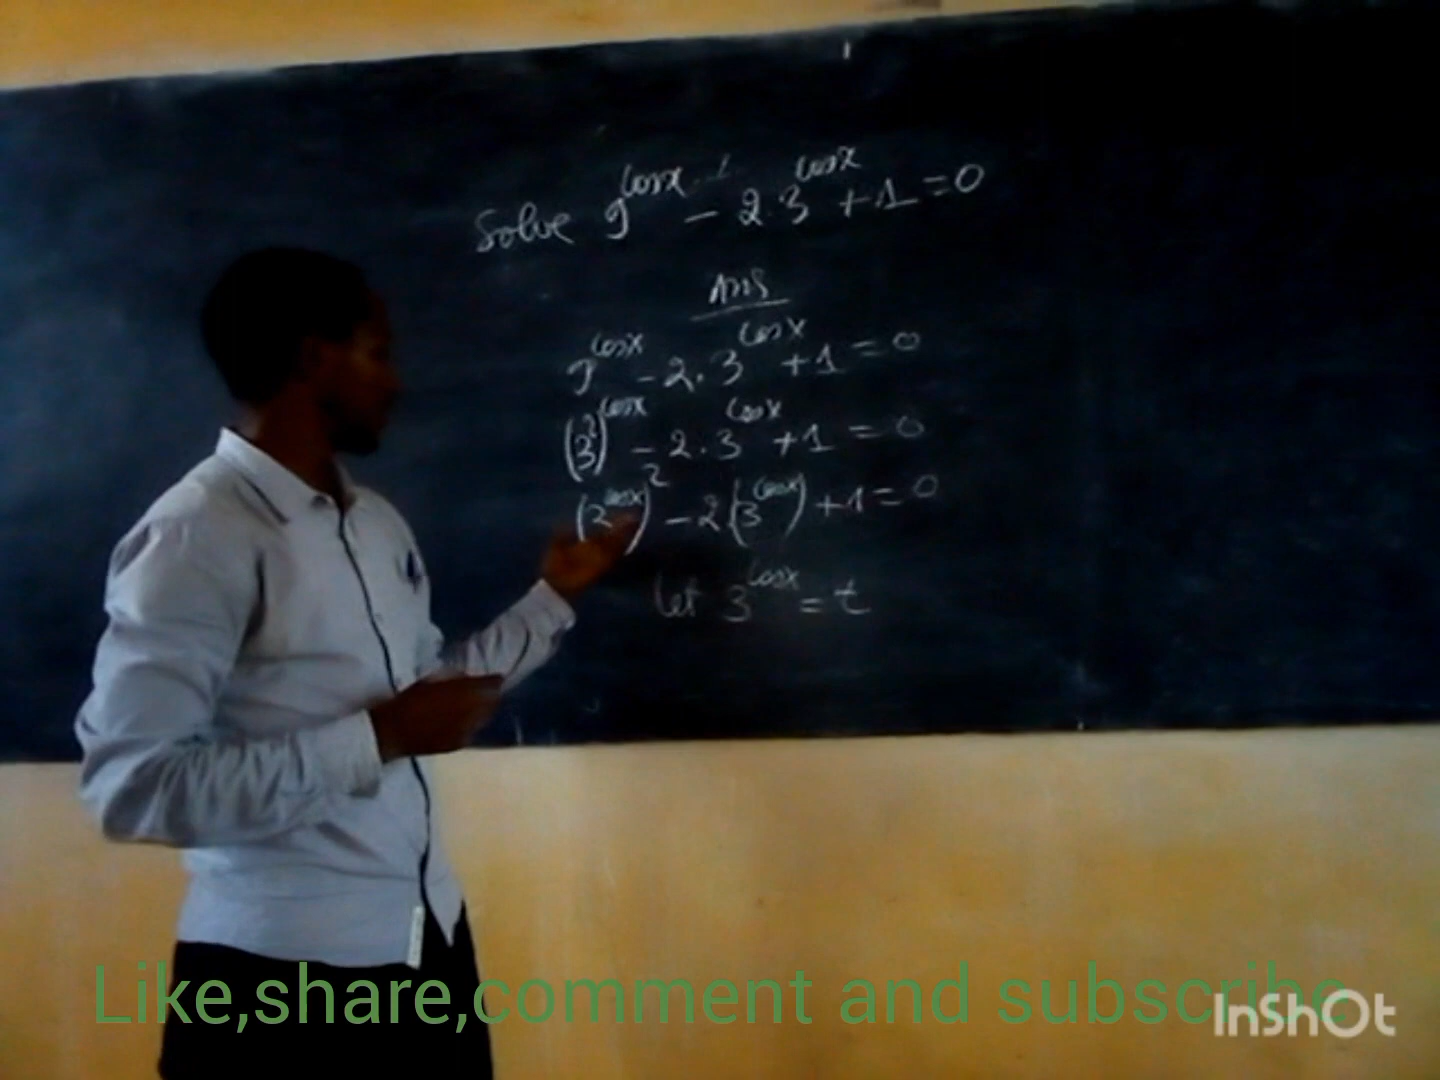 Solve 9^cosx - 2.3^cosx + 1 = 0
Ans
9^cosx - 2.3^cosx + 1 = 0
(3^2)^cosx - 2.3^cosx + 1 = 0
(3^cosx)^2 - 2(3^cosx) + 1 = 0
let 3^cosx = t
Like,share,comment and subscribe
InShOt